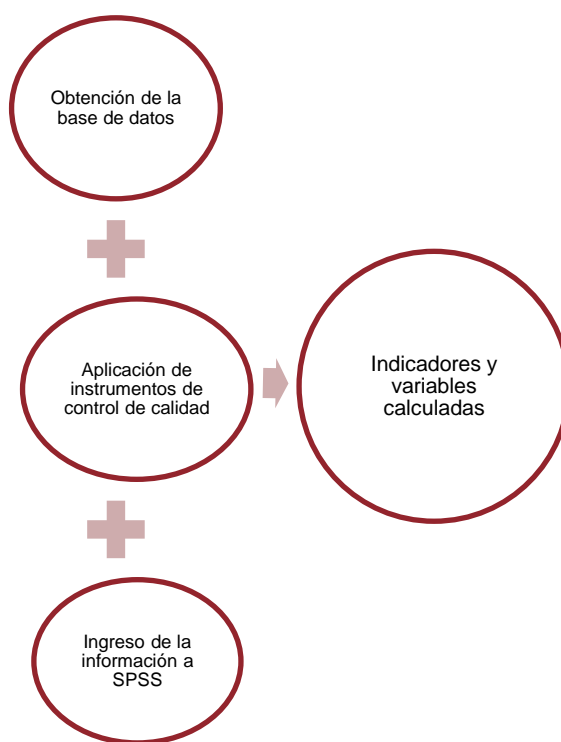 Obtención de la
base de datos
Aplicación de
instrumentos de
control de calidad
Indicadores y
variables
calculadas
Ingreso de la
información a
SPSS